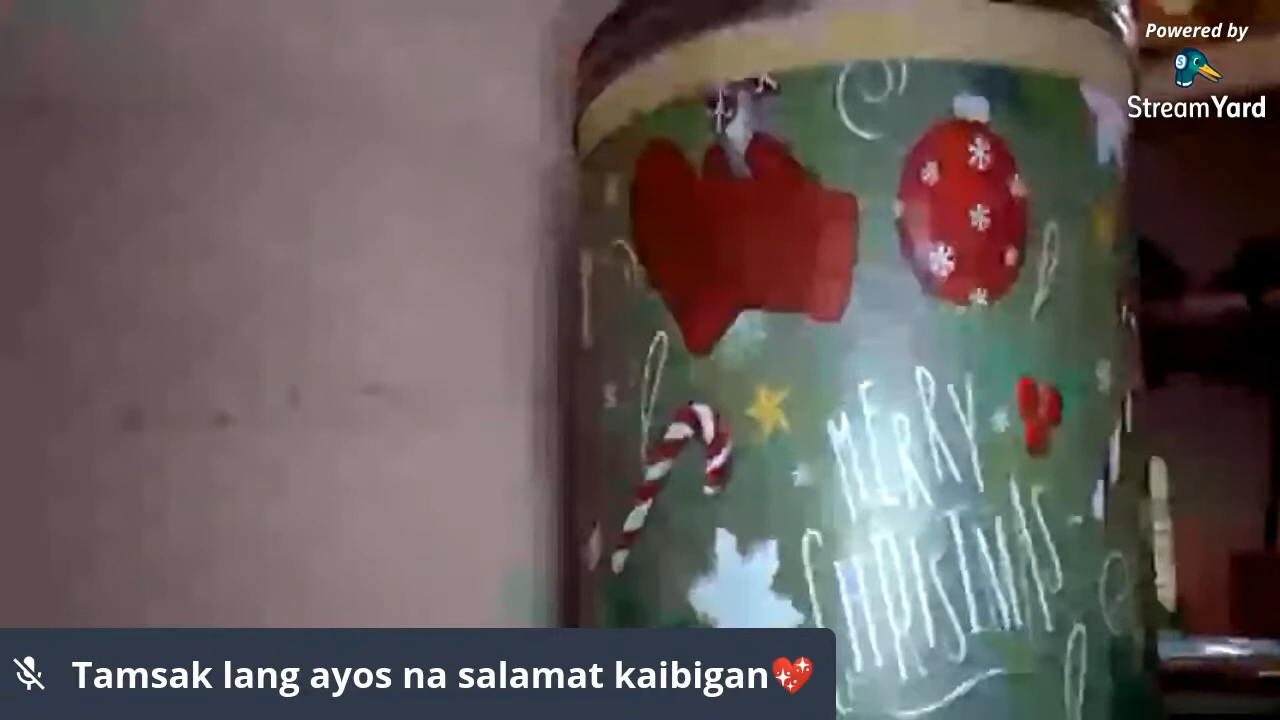 Powered by
StreamYard
MERRY
CHRISTMAS
Tamsak lang ayos na salamat kaibigan💖